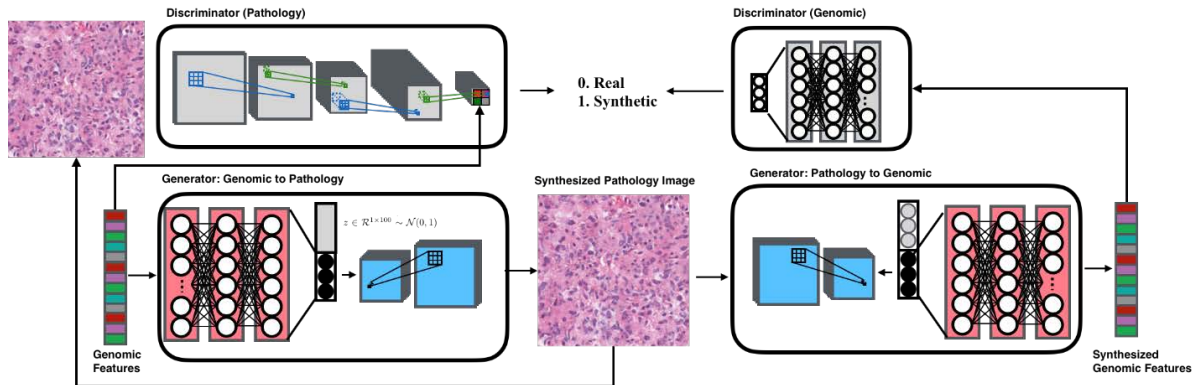 Discriminator (Pathology)
Discriminator (Genomic)
0. Real
1. Synthetic
Generator: Genomic to Pathology
Synthesized Pathology Image
Generator: Pathology to Genomic
z ∈ R^{1×100} ∼ N(0, 1)
Genomic
Features
Synthesized
Genomic Features